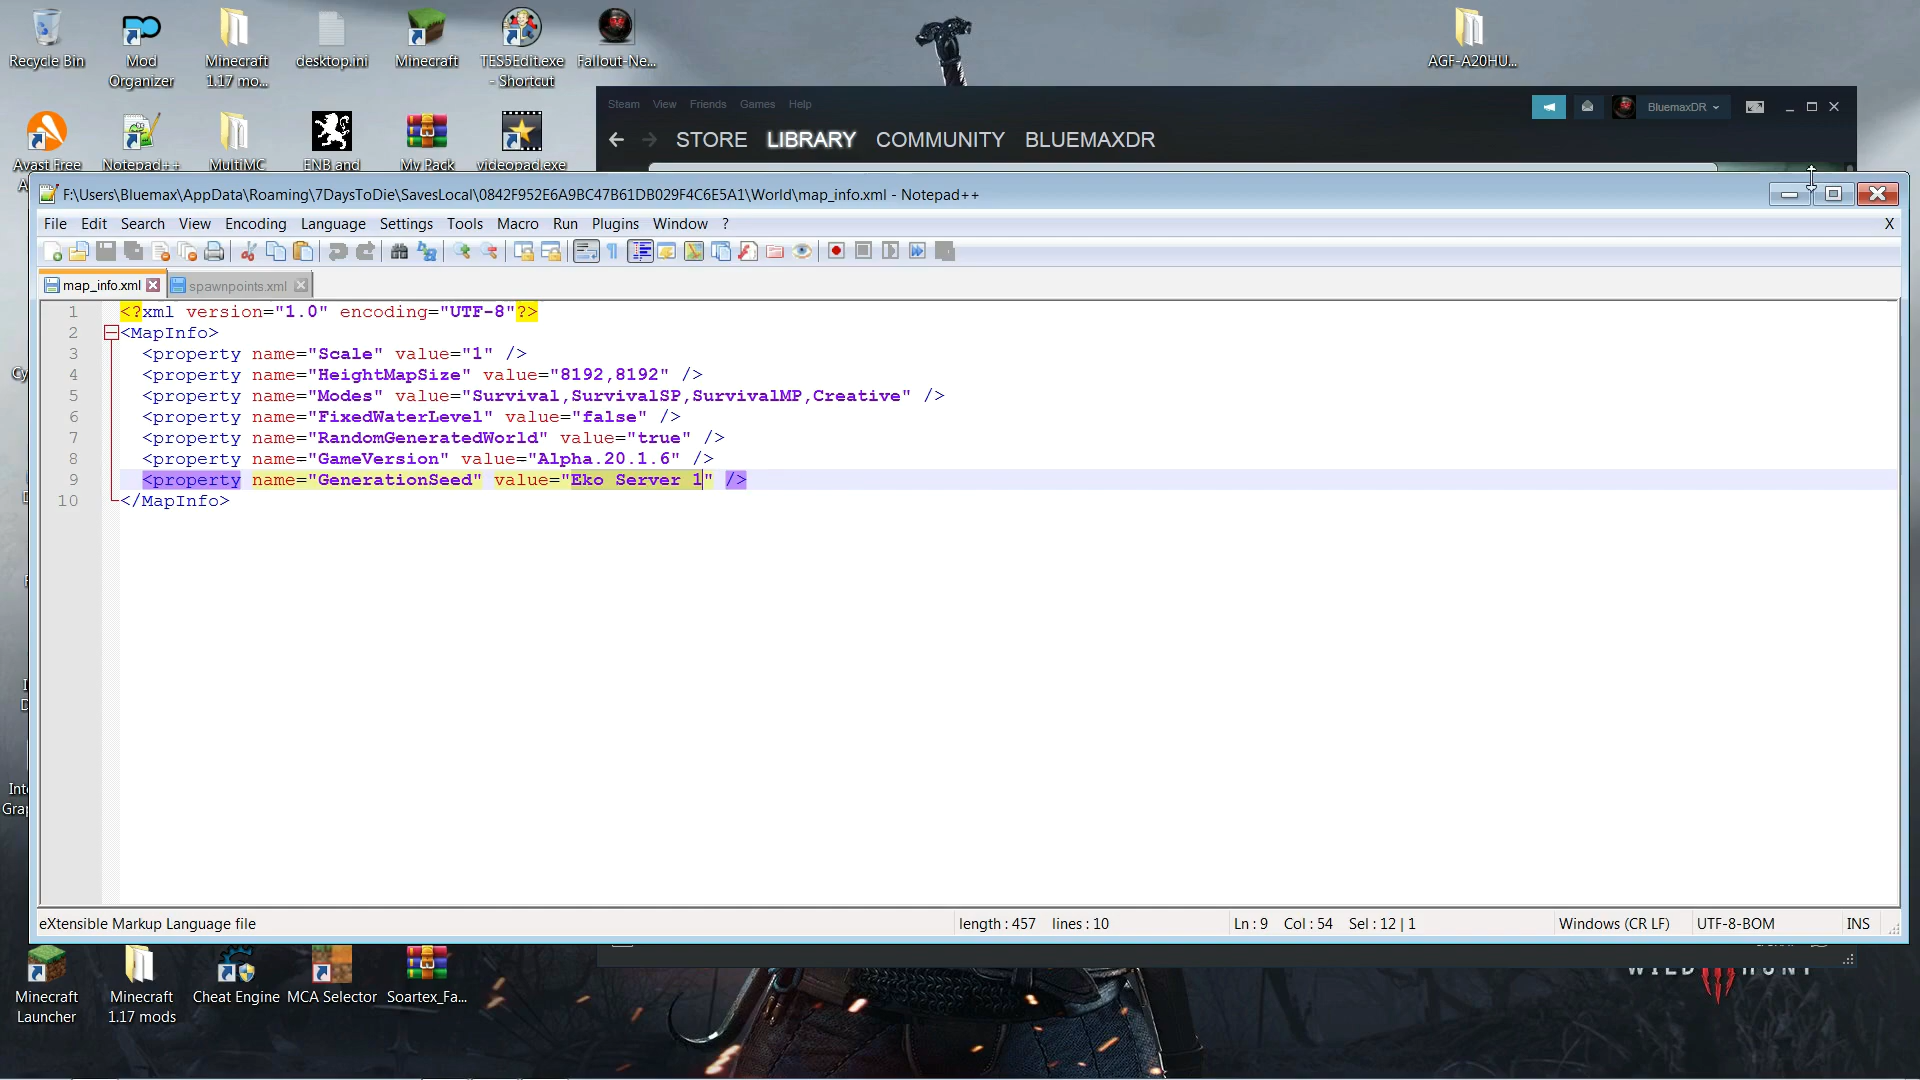 Recycle Bin
Mod Organizer
Minecraft 1.17 mo...
desktop.ini
Minecraft
TES5Edit.exe - Shortcut
Fallout-Ne...
AGF-A20HU...
Avast Free
Notepad++
MultiMC
ENB and
My Pack
videopad.exe
Steam View Friends Games Help
BluemaxDR
STORE LIBRARY COMMUNITY BLUEMAXDR
F:\Users\Bluemax\AppData\Roaming\7DaysToDie\SavesLocal\0842F952E6A9BC47B61DB029F4C6E5A1\World\map_info.xml - Notepad++
File Edit Search View Encoding Language Settings Tools Macro Run Plugins Window ? X
map_info.xml spawnpoints.xml
1 <?xml version="1.0" encoding="UTF-8"?>
2 <MapInfo>
3 <property name="Scale" value="1" />
4 <property name="HeightMapSize" value="8192,8192" />
5 <property name="Modes" value="Survival,SurvivalSP,SurvivalMP,Creative" />
6 <property name="FixedWaterLevel" value="false" />
7 <property name="RandomGeneratedWorld" value="true" />
8 <property name="GameVersion" value="Alpha.20.1.6" />
9 <property name="GenerationSeed" value="Eko Server 1" />
10 </MapInfo>
eXtensible Markup Language file length : 457 lines : 10 Ln : 9 Col : 54 Sel : 12 | 1 Windows (CR LF) UTF-8-BOM INS
Minecraft Launcher
Minecraft 1.17 mods
Cheat Engine
MCA Selector
Soartex_Fa...